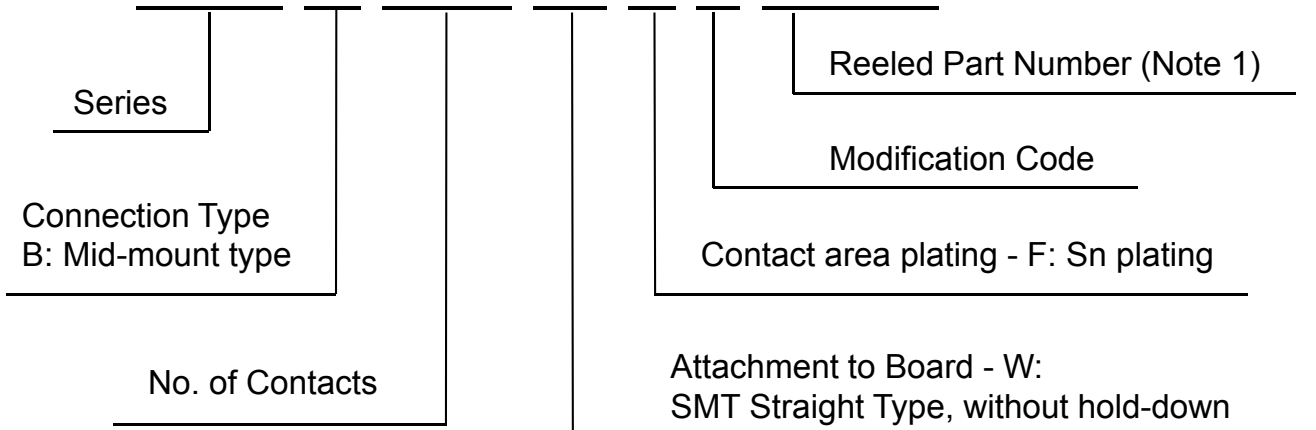 Reeled Part Number (Note 1)
Series
Modification Code
Connection Type
B: Mid-mount type
Contact area plating - F: Sn plating
No. of Contacts
Attachment to Board - W:
SMT Straight Type, without hold-down